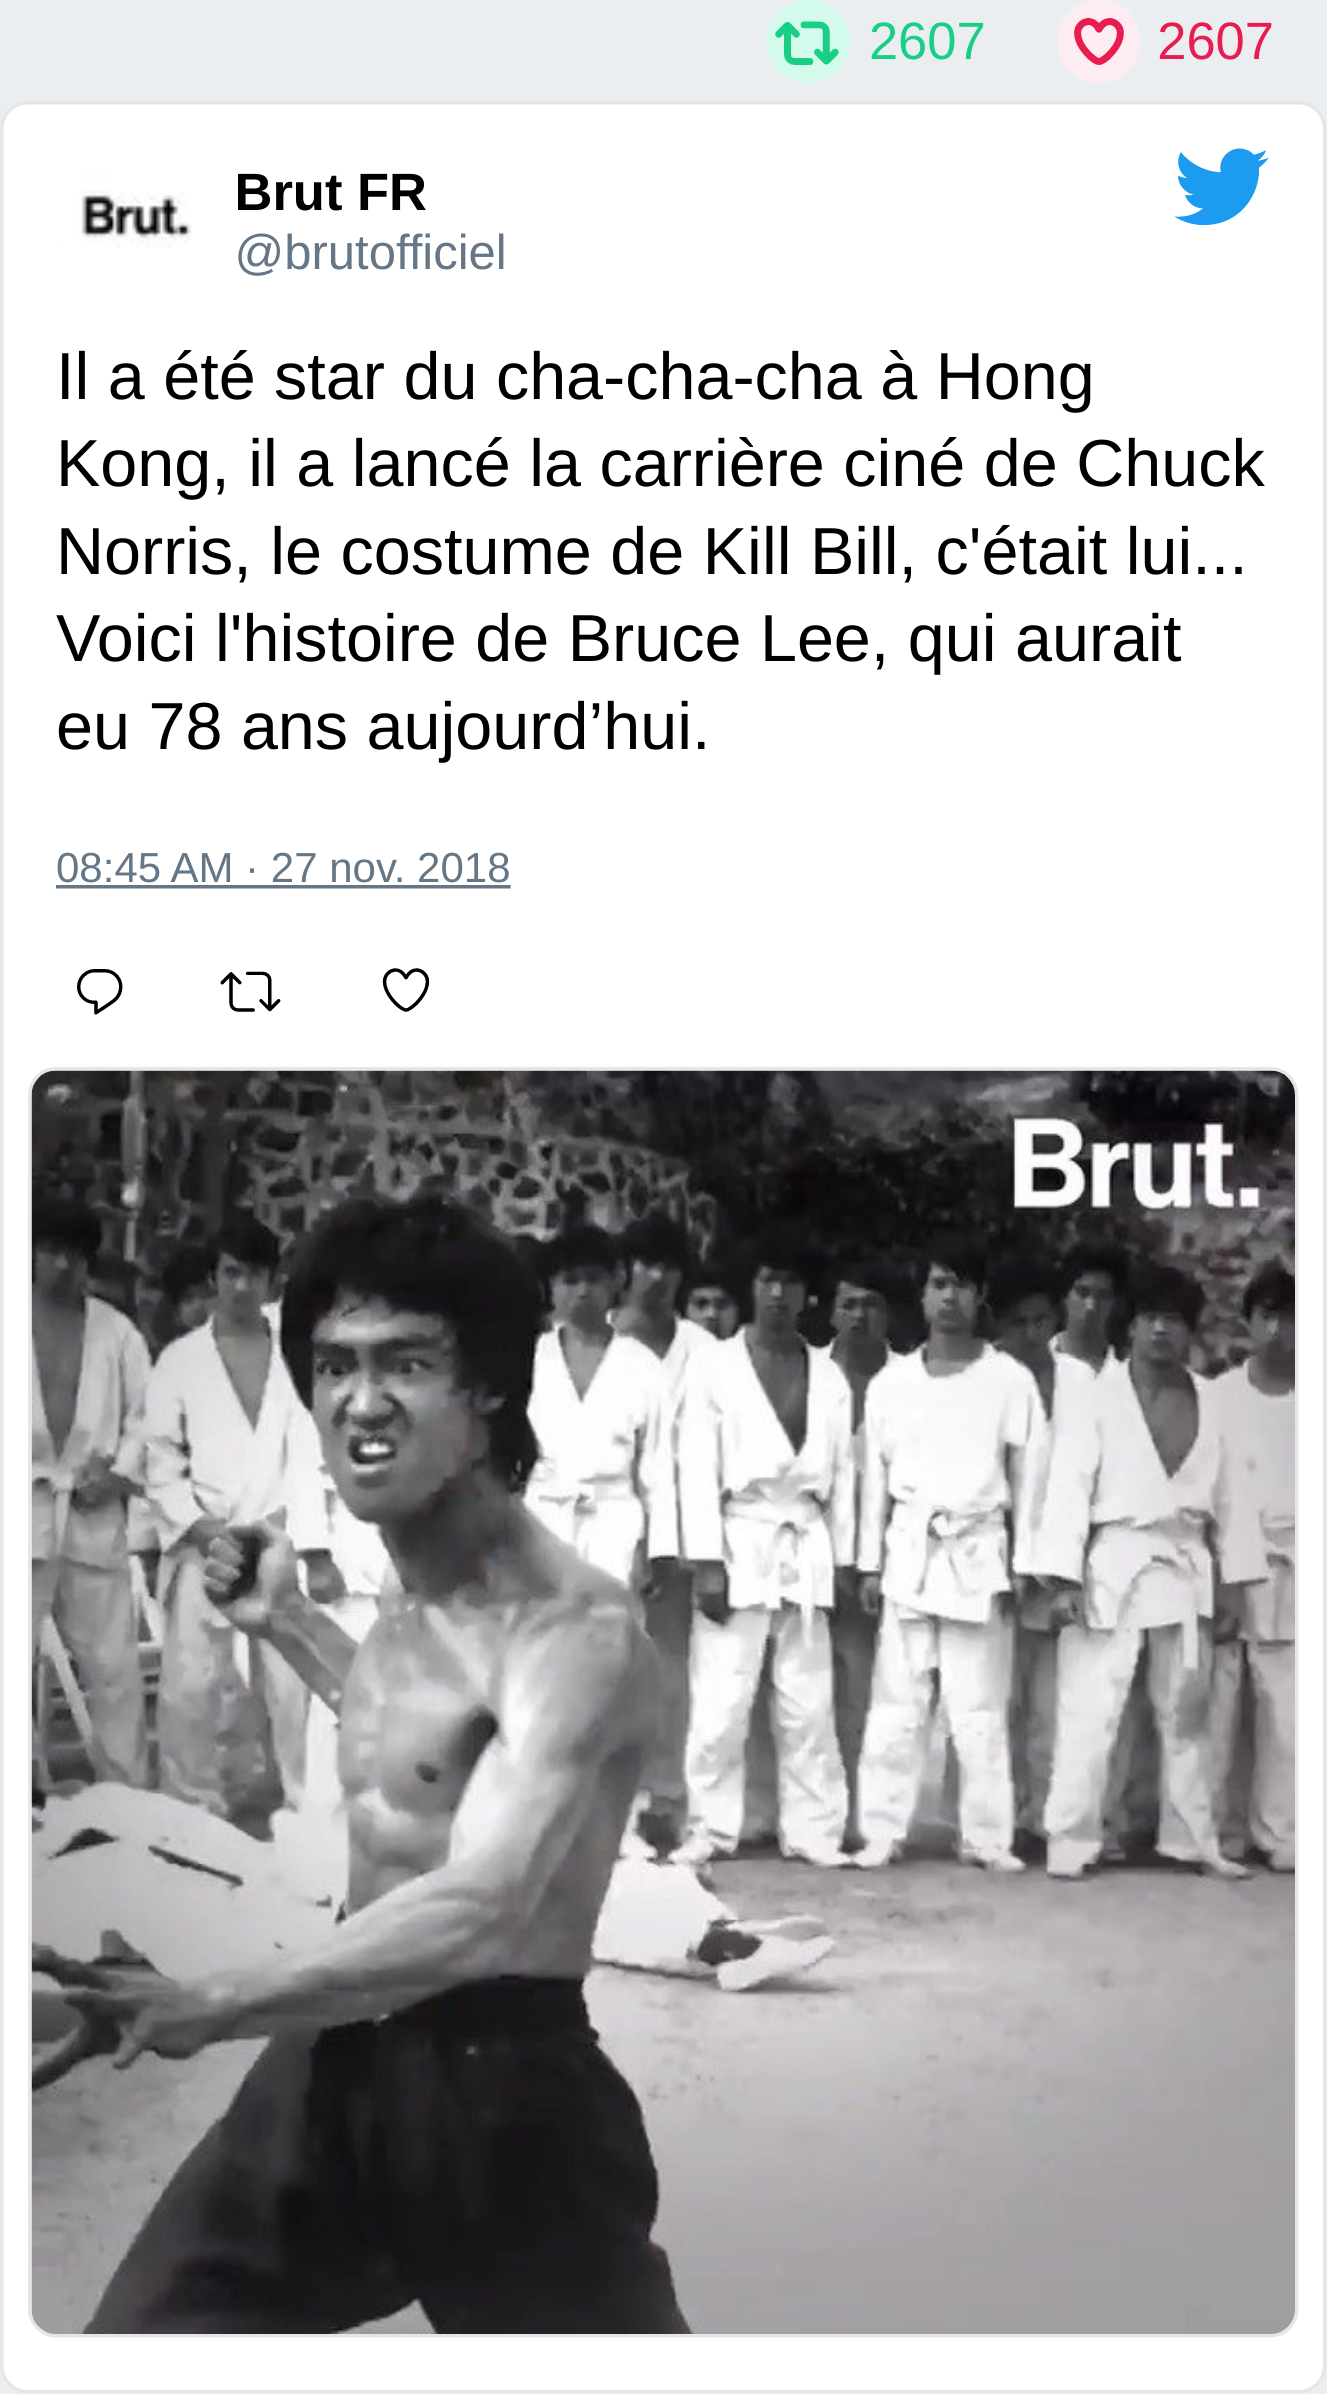 2607 2607
Brut.
Brut FR
@brutofficiel
Il a été star du cha-cha-cha à Hong
Kong, il a lancé la carrière ciné de Chuck
Norris, le costume de Kill Bill, c'était lui...
Voici l'histoire de Bruce Lee, qui aurait
eu 78 ans aujourd’hui.
08:45 AM · 27 nov. 2018
Brut.